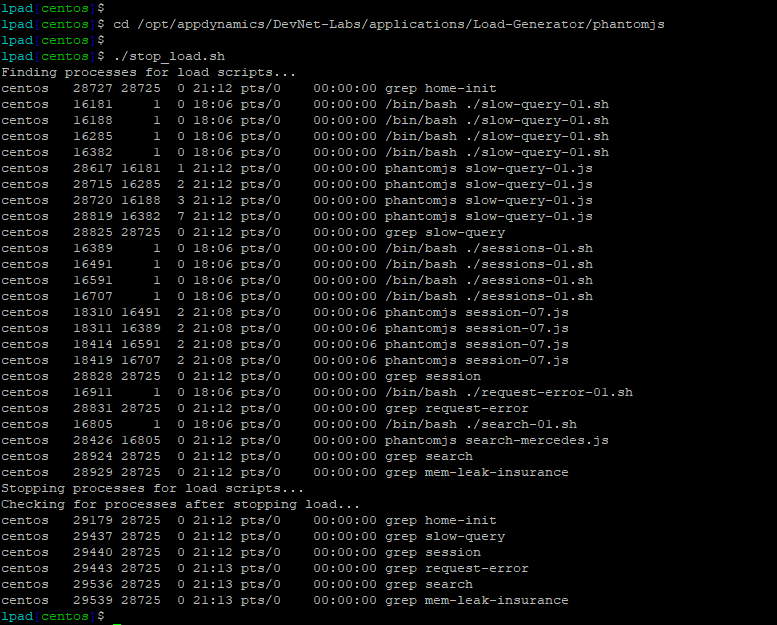 lpad[centos]$
lpad[centos]$ cd /opt/appdynamics/DevNet-Labs/applications/Load-Generator/phantomjs
lpad[centos]$
lpad[centos]$ ./stop_load.sh
Finding processes for load scripts...
centos   28727 28725  0 21:12 pts/0    00:00:00 grep home-init
centos   16181     1  0 18:06 pts/0    00:00:00 /bin/bash ./slow-query-01.sh
centos   16188     1  0 18:06 pts/0    00:00:00 /bin/bash ./slow-query-01.sh
centos   16285     1  0 18:06 pts/0    00:00:00 /bin/bash ./slow-query-01.sh
centos   16382     1  0 18:06 pts/0    00:00:00 /bin/bash ./slow-query-01.sh
centos   28617 16181  1 21:12 pts/0    00:00:00 phantomjs slow-query-01.js
centos   28715 16285  2 21:12 pts/0    00:00:00 phantomjs slow-query-01.js
centos   28720 16188  3 21:12 pts/0    00:00:00 phantomjs slow-query-01.js
centos   28819 16382  7 21:12 pts/0    00:00:00 phantomjs slow-query-01.js
centos   28825 28725  0 21:12 pts/0    00:00:00 grep slow-query
centos   16389     1  0 18:06 pts/0    00:00:00 /bin/bash ./sessions-01.sh
centos   16491     1  0 18:06 pts/0    00:00:00 /bin/bash ./sessions-01.sh
centos   16591     1  0 18:06 pts/0    00:00:00 /bin/bash ./sessions-01.sh
centos   16707     1  0 18:06 pts/0    00:00:00 /bin/bash ./sessions-01.sh
centos   18310 16491  2 21:08 pts/0    00:00:06 phantomjs session-07.js
centos   18311 16389  2 21:08 pts/0    00:00:06 phantomjs session-07.js
centos   18414 16591  2 21:08 pts/0    00:00:06 phantomjs session-07.js
centos   18419 16707  2 21:08 pts/0    00:00:06 phantomjs session-07.js
centos   28828 28725  0 21:12 pts/0    00:00:00 grep session
centos   16911     1  0 18:06 pts/0    00:00:00 /bin/bash ./request-error-01.sh
centos   28831 28725  0 21:12 pts/0    00:00:00 grep request-error
centos   16805     1  0 18:06 pts/0    00:00:00 /bin/bash ./search-01.sh
centos   28426 16805  0 21:12 pts/0    00:00:00 phantomjs search-mercedes.js
centos   28924 28725  0 21:12 pts/0    00:00:00 grep search
centos   28929 28725  0 21:12 pts/0    00:00:00 grep mem-leak-insurance
Stopping processes for load scripts...
Checking for processes after stopping load...
centos   29179 28725  0 21:12 pts/0    00:00:00 grep home-init
centos   29437 28725  0 21:12 pts/0    00:00:00 grep slow-query
centos   29440 28725  0 21:12 pts/0    00:00:00 grep session
centos   29443 28725  0 21:13 pts/0    00:00:00 grep request-error
centos   29536 28725  0 21:13 pts/0    00:00:00 grep search
centos   29539 28725  0 21:13 pts/0    00:00:00 grep mem-leak-insurance
lpad[centos]$